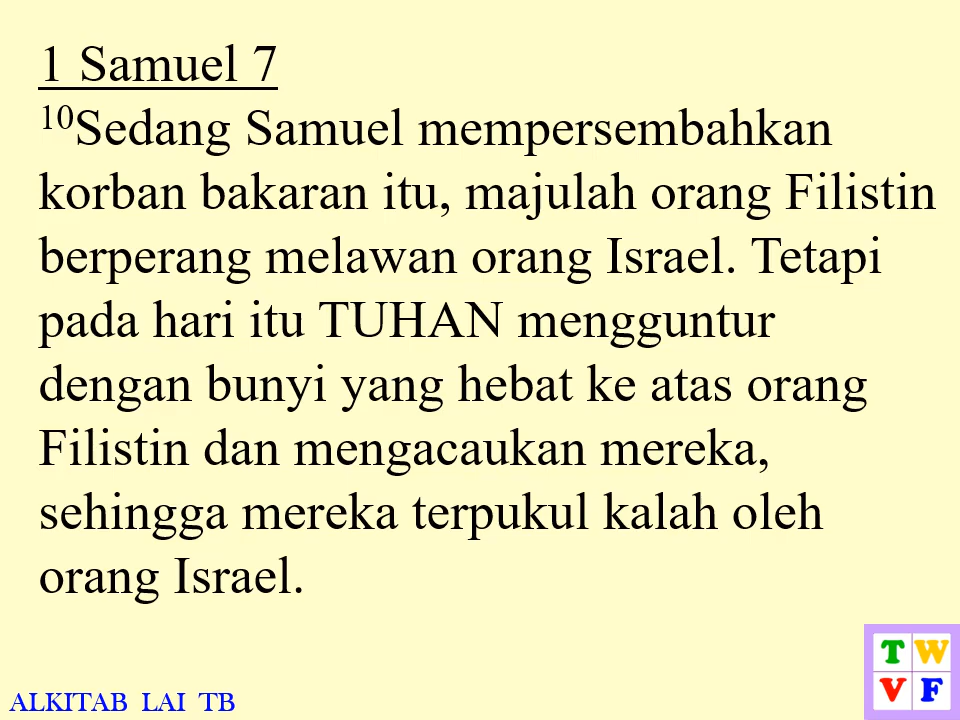 1 Samuel 7
10Sedang Samuel mempersembahkan
korban bakaran itu, majulah orang Filistin
berperang melawan orang Israel. Tetapi
pada hari itu TUHAN mengguntur
dengan bunyi yang hebat ke atas orang
Filistin dan mengacaukan mereka,
sehingga mereka terpukul kalah oleh
orang Israel.
ALKITAB LAI TB
T W
V F